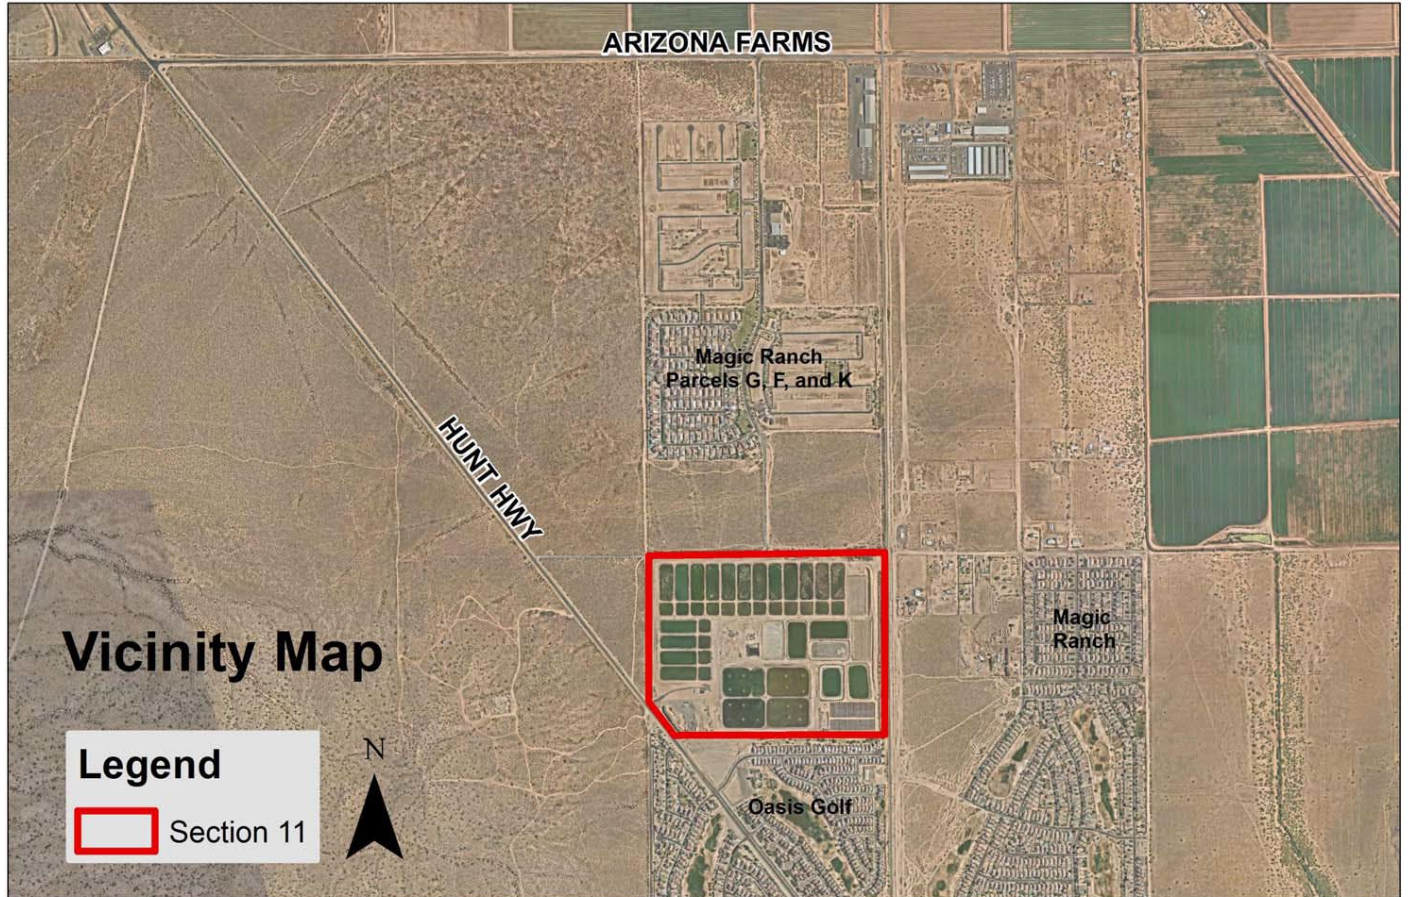 ARIZONA FARMS
Magic Ranch
Parcels G, F, and K
HUNT HWY
Magic
Ranch
Vicinity Map
Legend
Section 11
N
Oasis Golf